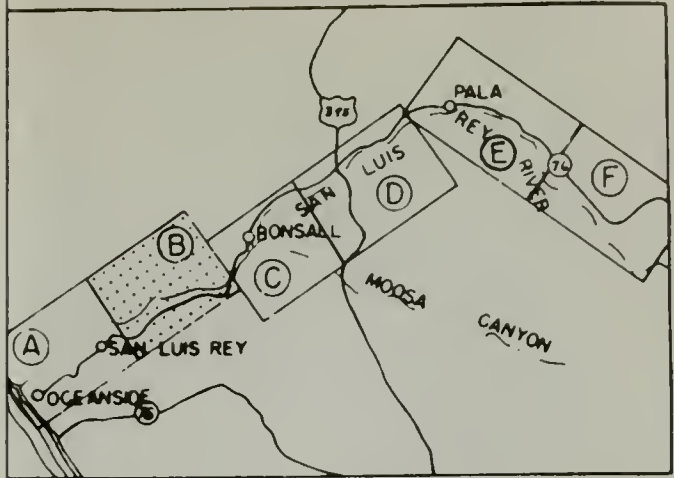 395
PALA
REY
E
RIVER
76
F
LUIS
SAN
D
B
BONSALL
C
MOOSA
CANYON
A
SAN LUIS REY
OCEANSIDE